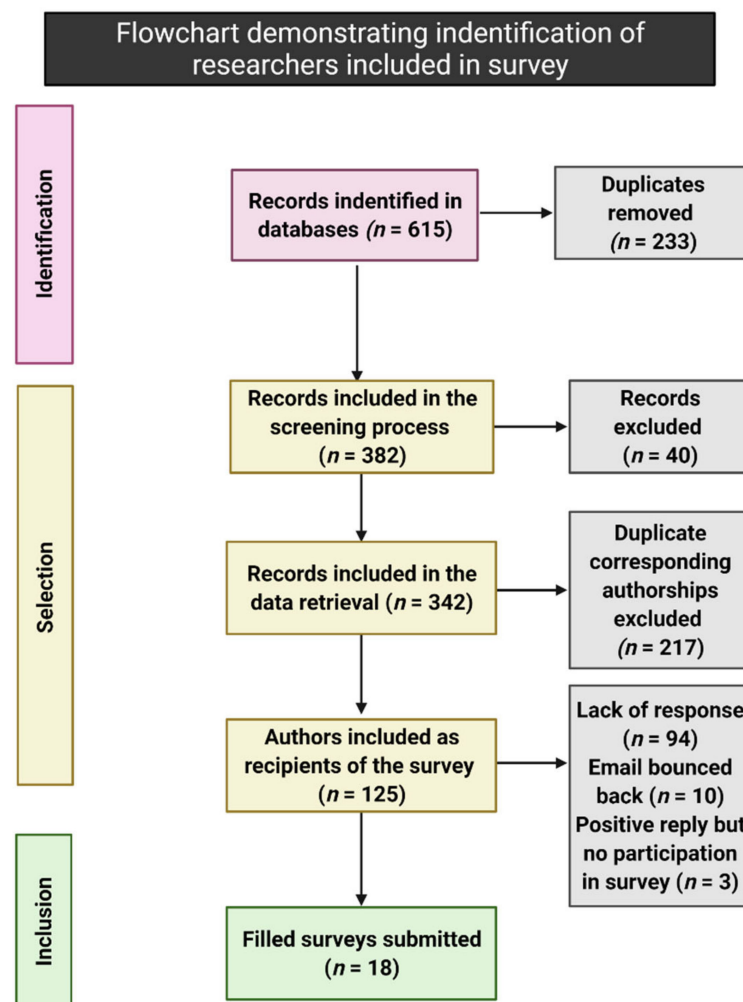 Flowchart demonstrating indentification of
researchers included in survey
Identification
Records indentified in
databases (n = 615)
Duplicates
removed
(n = 233)
Selection
Records included in the
screening process
(n = 382)
Records
excluded
(n = 40)
Records included in the
data retrieval (n = 342)
Duplicate
corresponding
authorships
excluded
(n = 217)
Authors included as
recipients of the survey
(n = 125)
Lack of response
(n = 94)
Email bounced
back (n = 10)
Positive reply but
no participation
in survey (n = 3)
Inclusion
Filled surveys submitted
(n = 18)